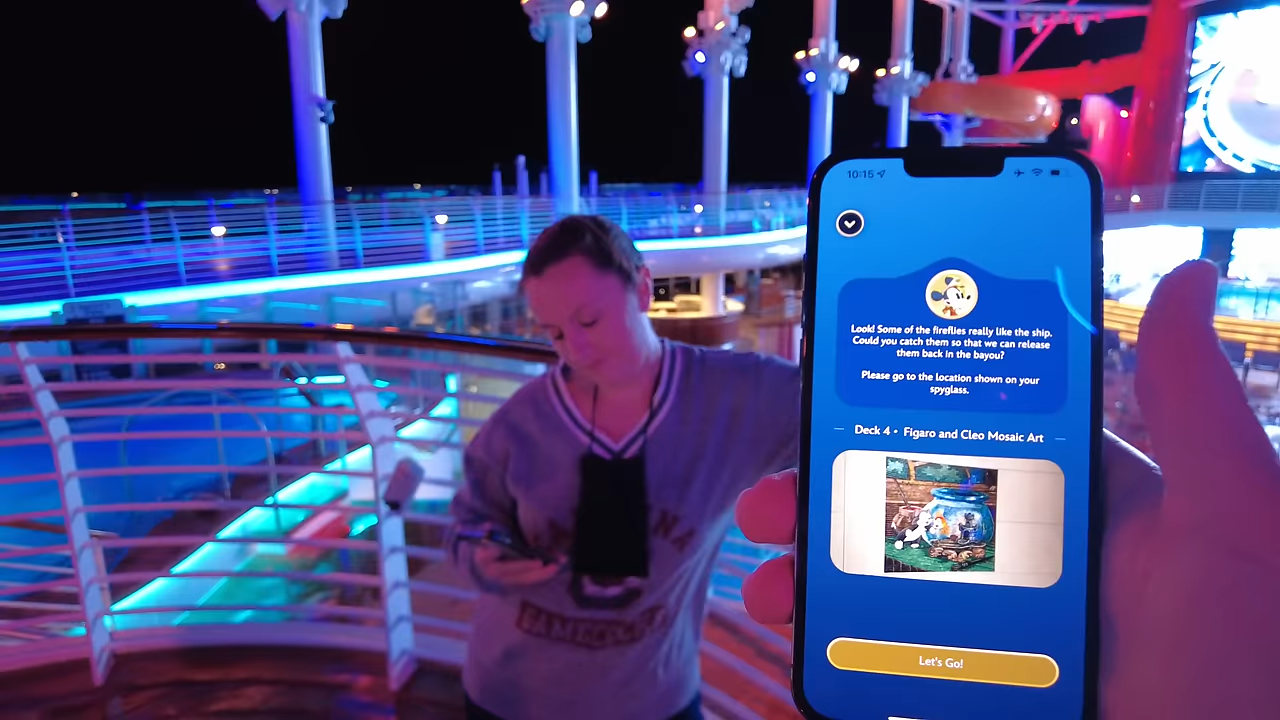 10:15
Look! Some of the fireflies really like the ship.
Could you catch them so that we can release
them back in the bayou?
Please go to the location shown on your
spyglass.
Deck 4 • Figaro and Cleo Mosaic Art
Let's Go!